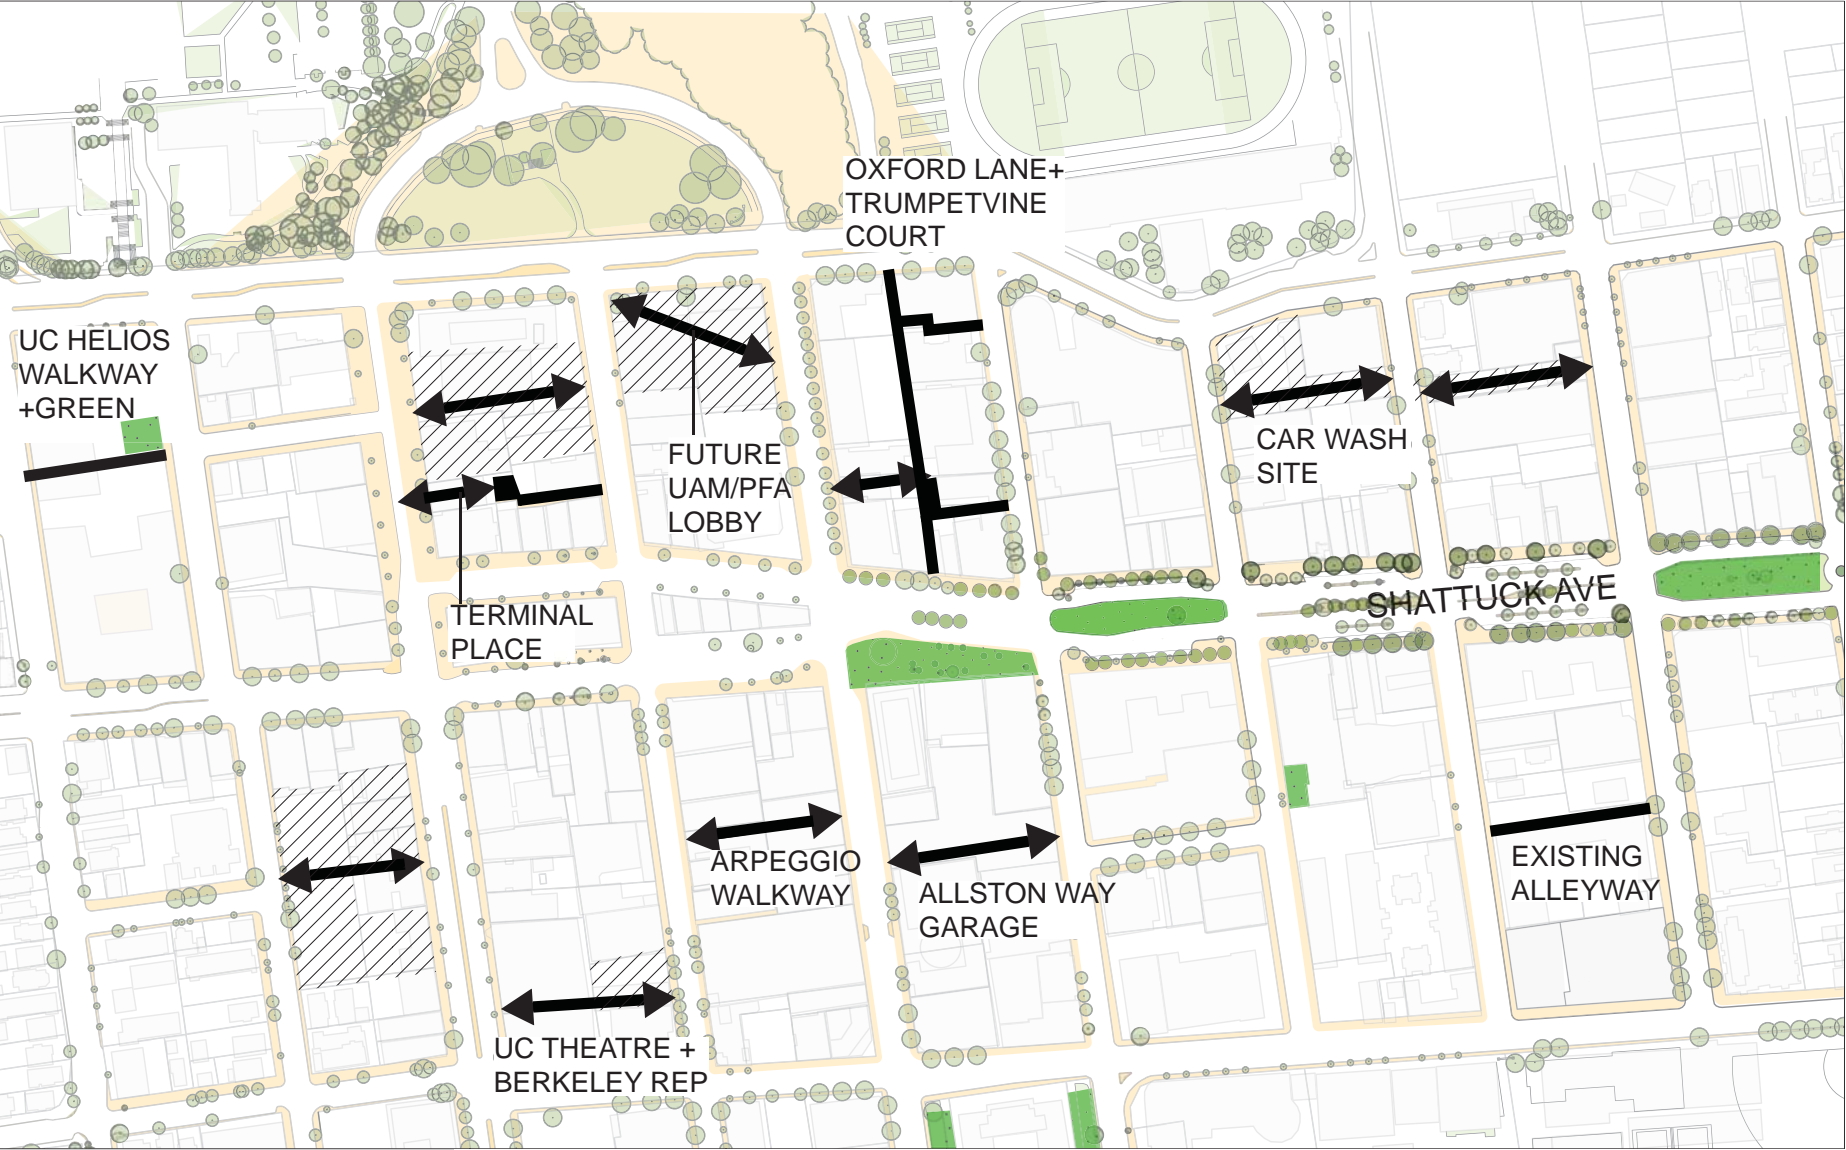 OXFORD LANE+
TRUMPETVINE
COURT
UC HELIOS
WALKWAY
+GREEN
FUTURE
UAM/PFA
LOBBY
CAR WASH
SITE
SHATTUCK AVE
TERMINAL
PLACE
ARPEGGIO
WALKWAY
ALLSTON WAY
GARAGE
EXISTING
ALLEYWAY
UC THEATRE +
BERKELEY REP